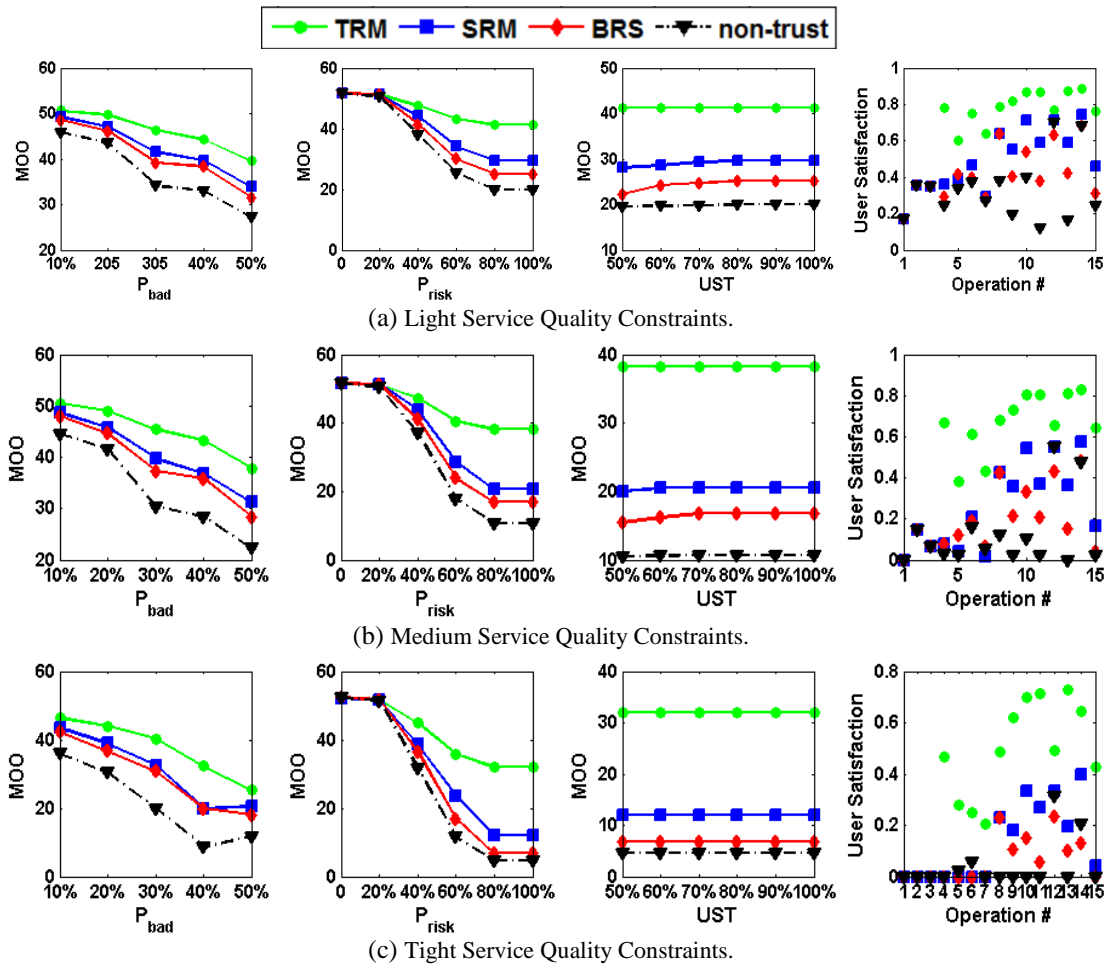 TRM SRM BRS non-trust
60
50
40
30
20
MOO
10% 205 305 40% 50%
P_bad
60
40
20
0
MOO
0 20% 40% 60% 80% 100%
P_risk
50
40
30
20
10
MOO
50% 60% 70% 80% 90% 100%
UST
1
0.8
0.6
0.4
0.2
0
User Satisfaction
1 5 10 15
Operation #
(a) Light Service Quality Constraints.
60
50
40
30
20
MOO
10% 20% 30% 40% 50%
P_bad
60
40
20
0
MOO
0 20% 40% 60% 80% 100%
P_risk
40
30
20
10
MOO
50% 60% 70% 80% 90% 100%
UST
1
0.8
0.6
0.4
0.2
0
User Satisfaction
1 5 10 15
Operation #
(b) Medium Service Quality Constraints.
60
40
20
0
MOO
10% 20% 30% 40% 50%
P_bad
60
40
20
0
MOO
0 20% 40% 60% 80% 100%
P_risk
40
30
20
10
0
MOO
50% 60% 70% 80% 90% 100%
UST
0.8
0.6
0.4
0.2
0
User Satisfaction
1 2 3 4 5 6 7 8 9 10 11 12 13 14 15
Operation #
(c) Tight Service Quality Constraints.